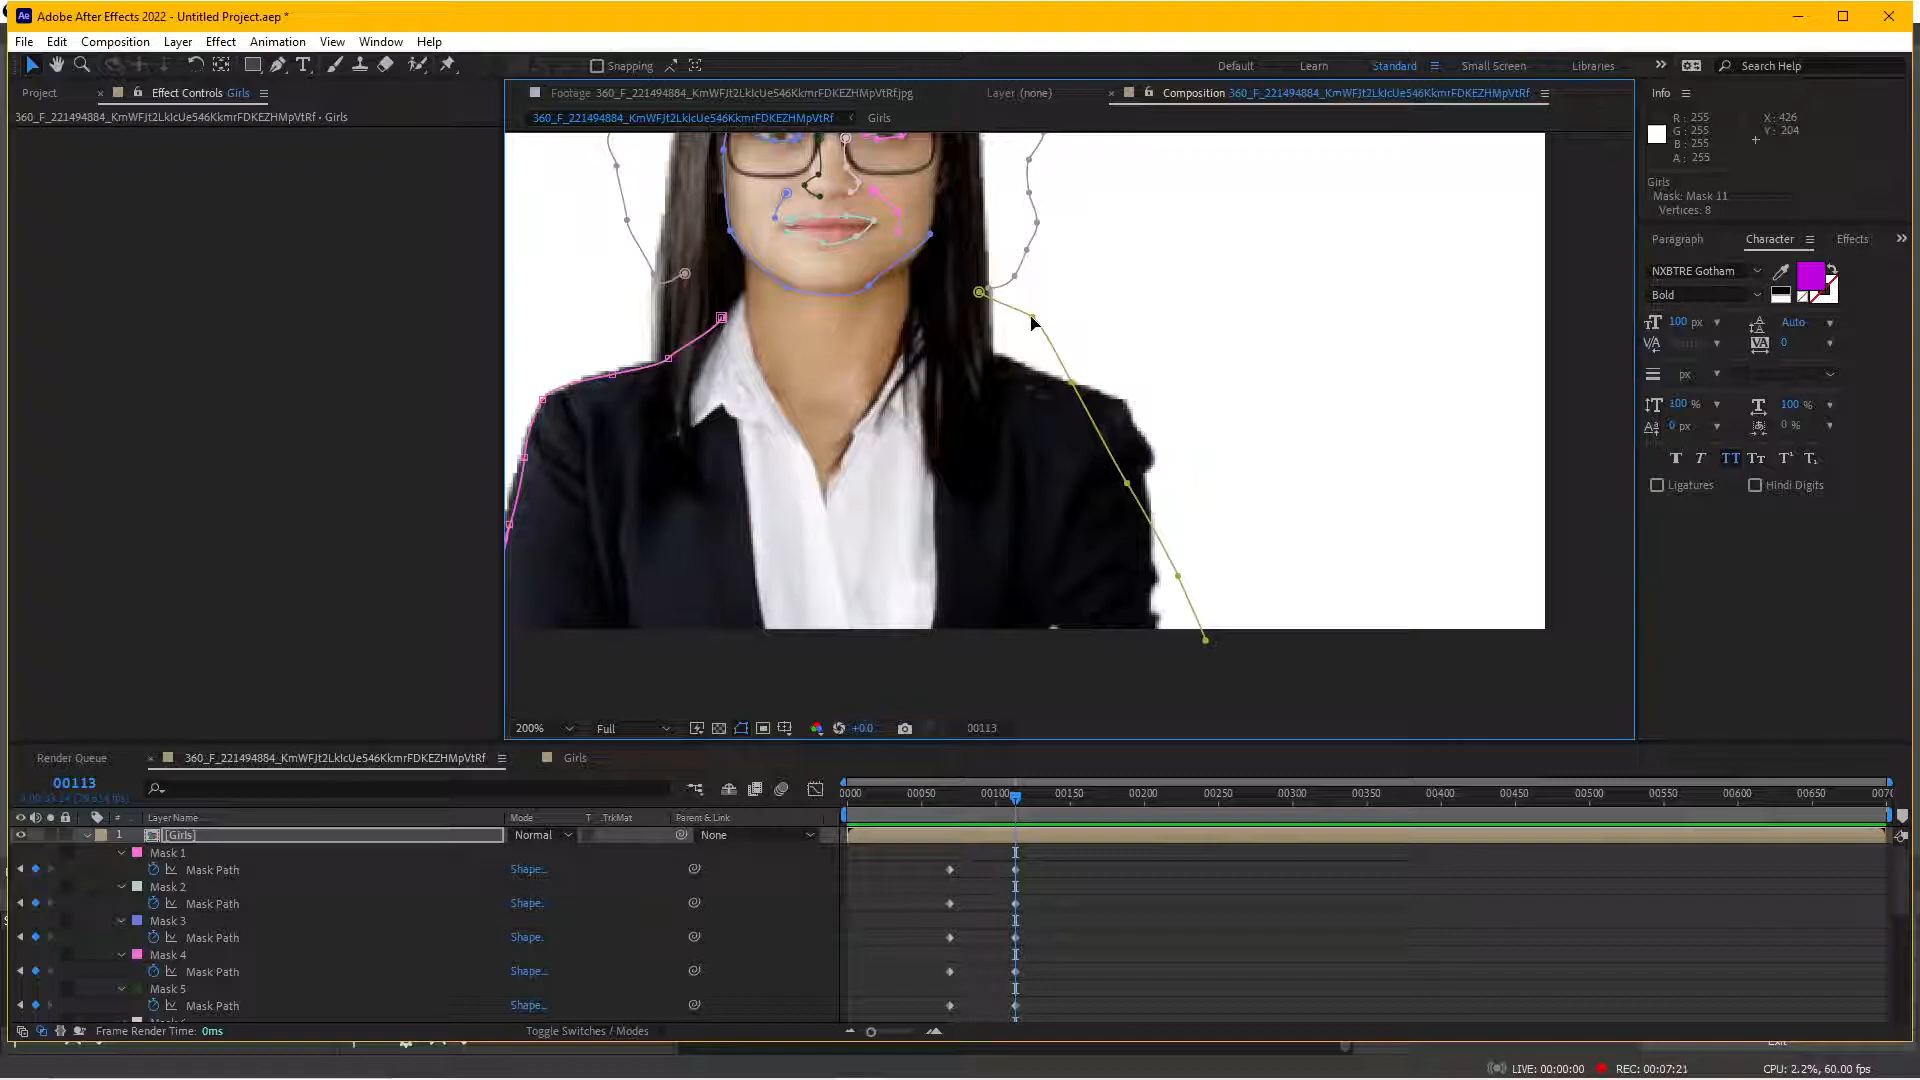 Adobe After Effects 2022 - Untitled Project.aep *
File Edit Composition Layer Effect Animation View Window Help
Snapping
Default Learn Standard Small Screen Libraries Search Help
Project Effect Controls Girls
360_F_221494884_KmWFJt2LkIcUe546KkmrFDKEZHMpVtRf • Girls
Footage 360_F_221494884_KmWFJt2LkIcUe546KkmrFDKEZHMpVtRf.jpg Layer (none) Composition 360_F_221494884_KmWFJt2LkIcUe546KkmrFDKEZHMpVtRf
360_F_221494884_KmWFJt2LkIcUe546KkmrFDKEZHMpVtRf Girls
Info
R : 255 X : 426
G : 255 Y : 204
B : 255
A : 255
Girls
Mask: Mask 11
Vertices: 8
Paragraph Character Effects
NXBTRE Gotham
Bold
100 px Auto
0
px
100 % 100 %
0 px 0 %
Ligatures Hindi Digits
200% Full +0.0 00113
Render Queue 360_F_221494884_KmWFJt2LkIcUe546KkmrFDKEZHMpVtRf Girls
00113
# Layer Name Mode T .TrkMat Parent & Link
0000 00050 00100 00150 00200 00250 00300 00350 00400 00450 00500 00550 00600 00650 0070
1 [Girls] Normal None
Mask 1
Mask Path Shape...
Mask 2
Mask Path Shape..
Mask 3
Mask Path Shape.
Mask 4
Mask Path Shape..
Mask 5
Mask Path Shape...
Frame Render Time: 0ms Toggle Switches / Modes
LIVE: 00:00:00 REC: 00:07:21 CPU: 2.2%, 60.00 fps